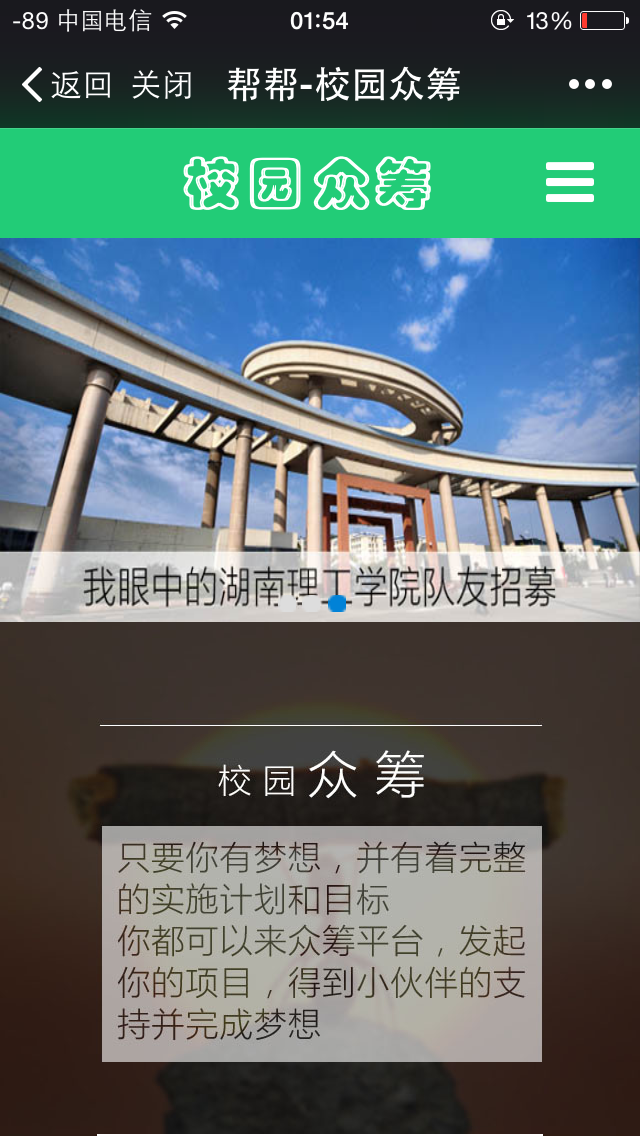 -89 中国电信 01:54 13%
返回 关闭 帮帮-校园众筹
校园众筹
我眼中的湖南理工学院队友招募
校园众筹
只要你有梦想，并有着完整
的实施计划和目标
你都可以来众筹平台，发起
你的项目，得到小伙伴的支
持并完成梦想